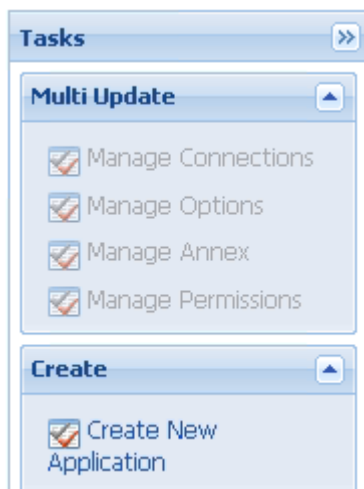 Tasks
Multi Update
Manage Connections
Manage Options
Manage Annex
Manage Permissions
Create
Create New
Application